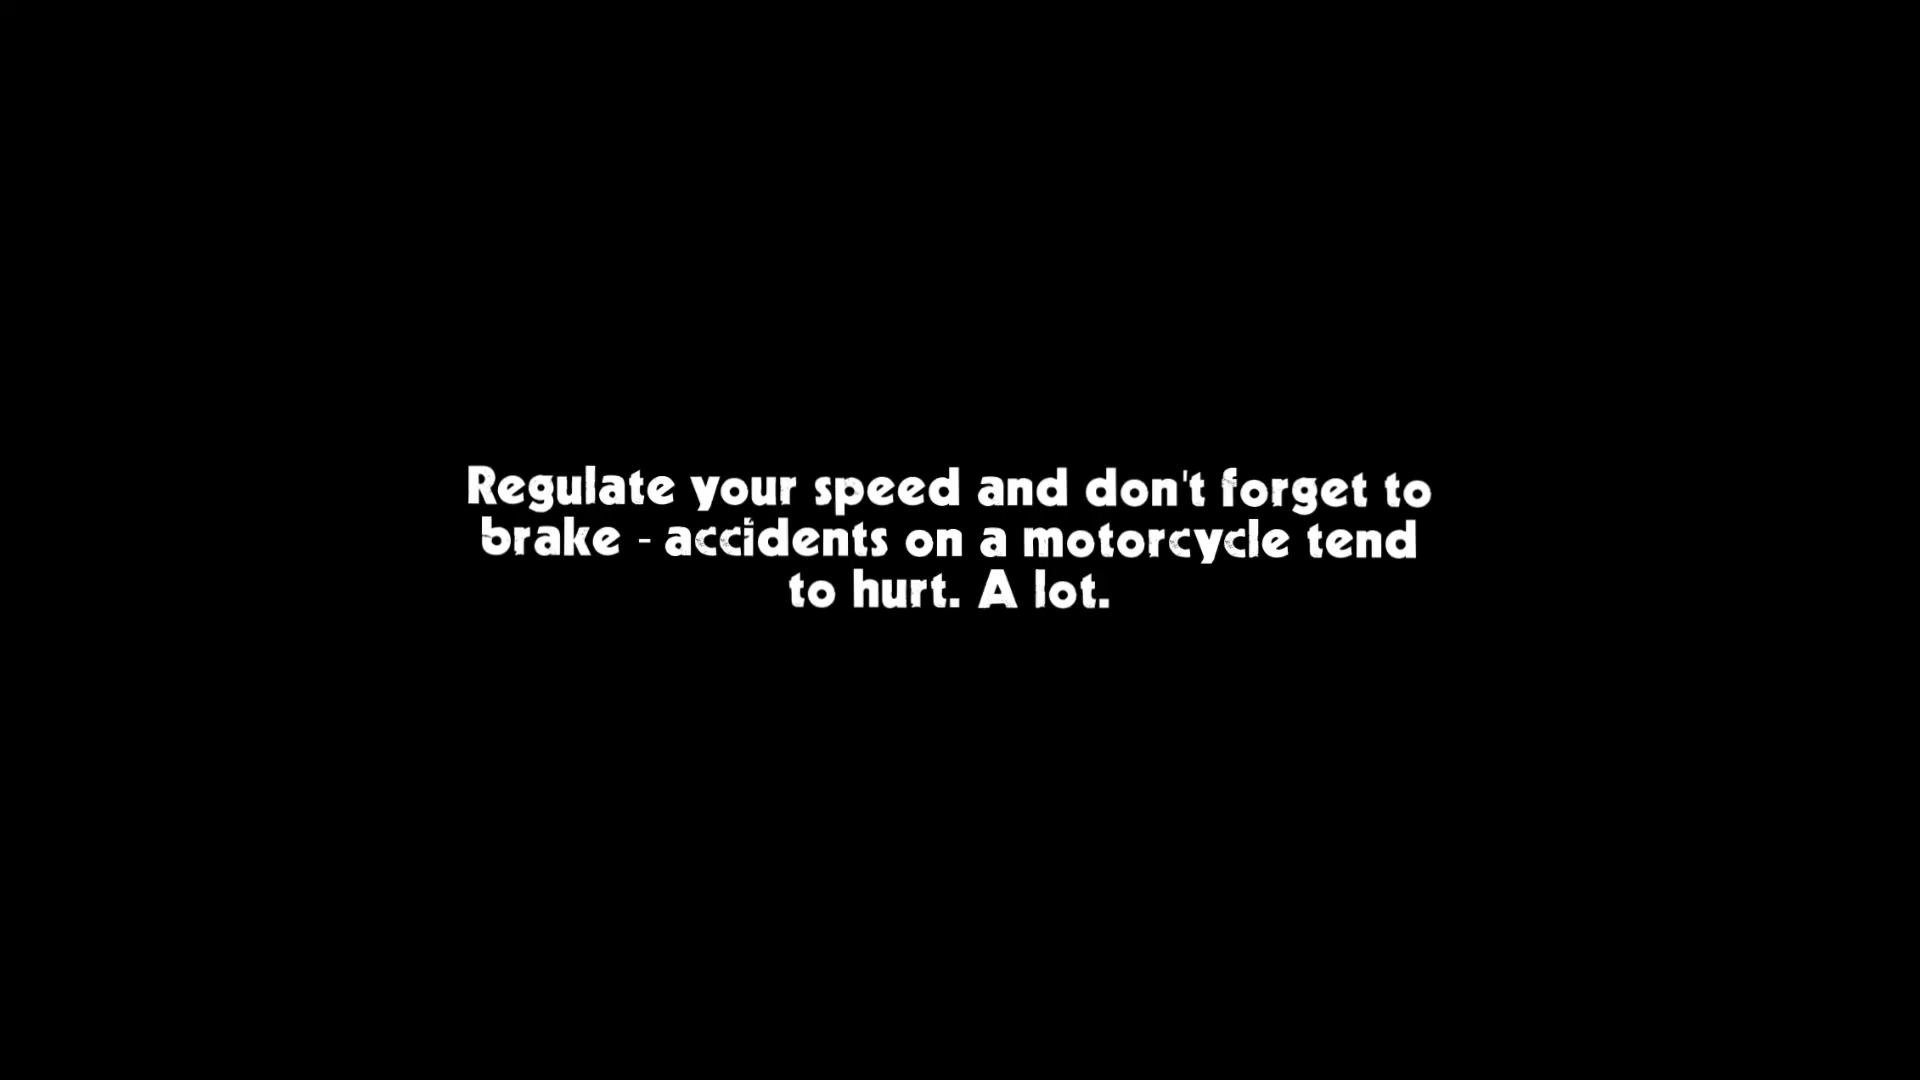 Regulate your speed and don't forget to
brake - accidents on a motorcycle tend
to hurt. A lot.